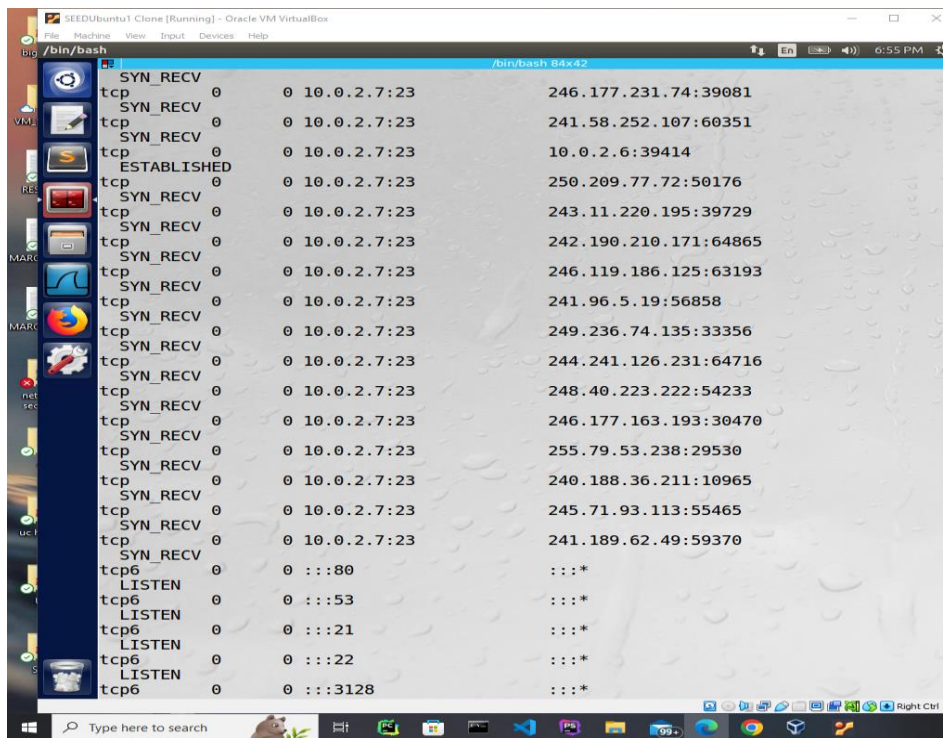 SEEDUbuntu1 Clone [Running] - Oracle VM VirtualBox
File Machine View Input Devices Help
/bin/bash En 6:55 PM
/bin/bash 84x42
SYN_RECV
tcp 0 0 10.0.2.7:23 246.177.231.74:39081
SYN_RECV
tcp 0 0 10.0.2.7:23 241.58.252.107:60351
SYN_RECV
tcp 0 0 10.0.2.7:23 10.0.2.6:39414
ESTABLISHED
tcp 0 0 10.0.2.7:23 250.209.77.72:50176
SYN_RECV
tcp 0 0 10.0.2.7:23 243.11.220.195:39729
SYN_RECV
tcp 0 0 10.0.2.7:23 242.190.210.171:64865
SYN_RECV
tcp 0 0 10.0.2.7:23 246.119.186.125:63193
SYN_RECV
tcp 0 0 10.0.2.7:23 241.96.5.19:56858
SYN_RECV
tcp 0 0 10.0.2.7:23 249.236.74.135:33356
SYN_RECV
tcp 0 0 10.0.2.7:23 244.241.126.231:64716
SYN_RECV
tcp 0 0 10.0.2.7:23 248.40.223.222:54233
SYN_RECV
tcp 0 0 10.0.2.7:23 246.177.163.193:30470
SYN_RECV
tcp 0 0 10.0.2.7:23 255.79.53.238:29530
SYN_RECV
tcp 0 0 10.0.2.7:23 240.188.36.211:10965
SYN_RECV
tcp 0 0 10.0.2.7:23 245.71.93.113:55465
SYN_RECV
tcp 0 0 10.0.2.7:23 241.189.62.49:59370
SYN_RECV
tcp6 0 0 :::80 :::*
LISTEN
tcp6 0 0 :::53 :::*
LISTEN
tcp6 0 0 :::21 :::*
LISTEN
tcp6 0 0 :::22 :::*
LISTEN
tcp6 0 0 :::3128 :::*
Right Ctrl
Type here to search
99+